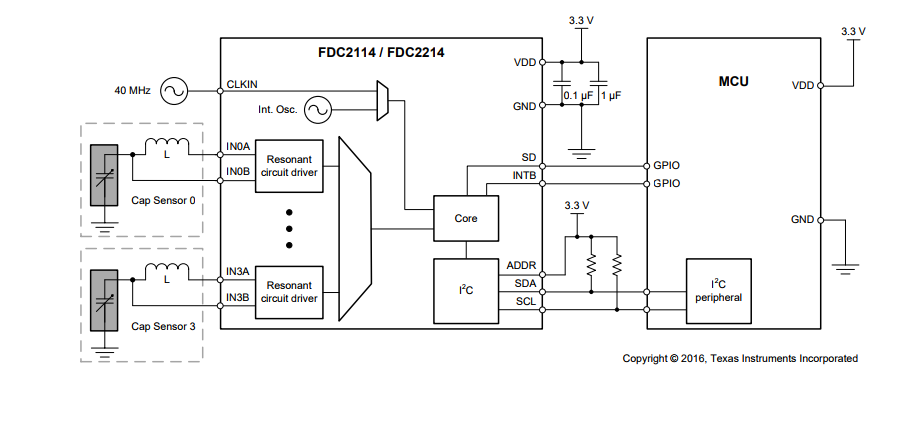 3.3 V
3.3 V
FDC2114 / FDC2214
VDD
MCU
VDD
40 MHz
CLKIN
Int. Osc.
0.1 µF
1 µF
GND
L
IN0A
IN0B
Resonant
circuit driver
Cap Sensor 0
SD
INTB
GPIO
GPIO
Core
3.3 V
GND
L
IN3A
IN3B
Resonant
circuit driver
Cap Sensor 3
I²C
ADDR
SDA
SCL
I²C
peripheral
Copyright © 2016, Texas Instruments Incorporated